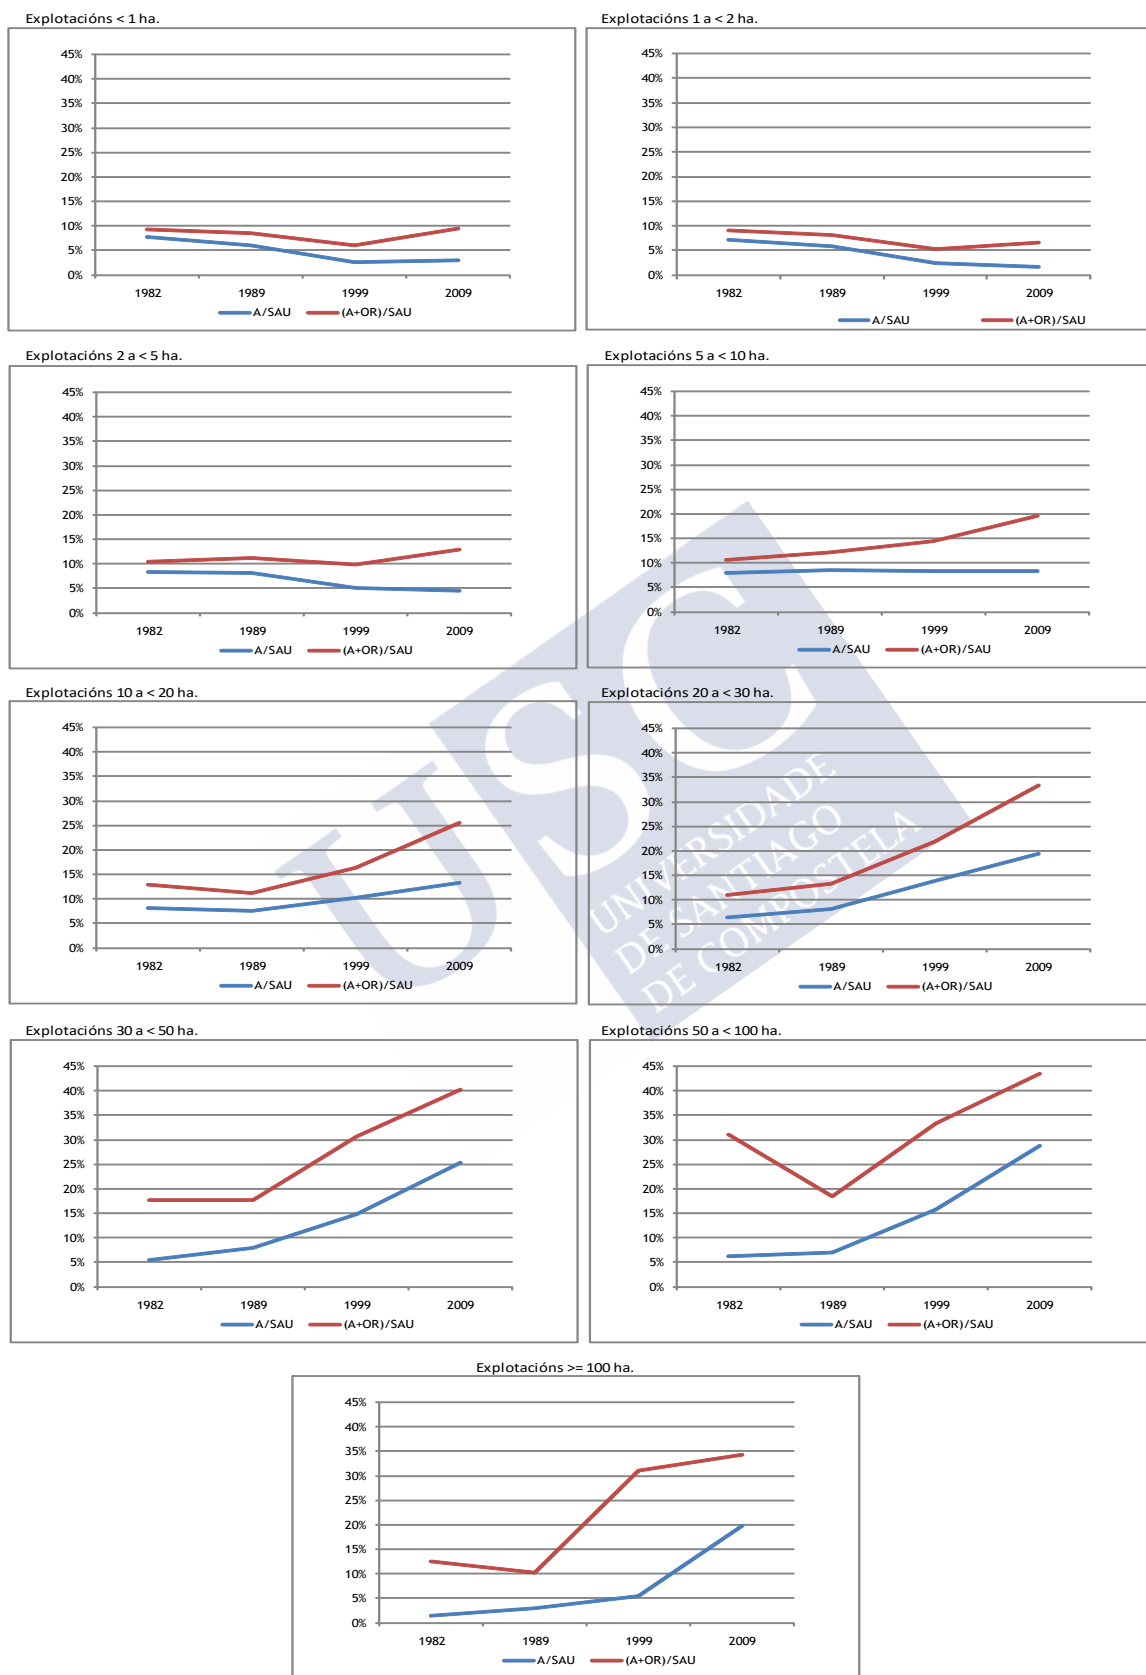 Explotacións < 1 ha.
45%
40%
35%
30%
25%
20%
15%
10%
5%
0%
1982 1989 1999 2009
A/SAU (A+OR)/SAU
Explotacións 1 a < 2 ha.
45%
40%
35%
30%
25%
20%
15%
10%
5%
0%
1982 1989 1999 2009
A/SAU (A+OR)/SAU
Explotacións 2 a < 5 ha.
45%
40%
35%
30%
25%
20%
15%
10%
5%
0%
1982 1989 1999 2009
A/SAU (A+OR)/SAU
Explotacións 5 a < 10 ha.
45%
40%
35%
30%
25%
20%
15%
10%
5%
0%
1982 1989 1999 2009
A/SAU (A+OR)/SAU
Explotacións 10 a < 20 ha.
45%
40%
35%
30%
25%
20%
15%
10%
5%
0%
1982 1989 1999 2009
A/SAU (A+OR)/SAU
Explotacións 20 a < 30 ha.
45%
40%
35%
30%
25%
20%
15%
10%
5%
0%
1982 1989 1999 2009
A/SAU (A+OR)/SAU
Explotacións 30 a < 50 ha.
45%
40%
35%
30%
25%
20%
15%
10%
5%
0%
1982 1989 1999 2009
A/SAU (A+OR)/SAU
Explotacións 50 a < 100 ha.
45%
40%
35%
30%
25%
20%
15%
10%
5%
0%
1982 1989 1999 2009
A/SAU (A+OR)/SAU
Explotacións >= 100 ha.
45%
40%
35%
30%
25%
20%
15%
10%
5%
0%
1982 1989 1999 2009
A/SAU (A+OR)/SAU
USC
UNIVERSIDADE
DE SANTIAGO
DE COMPOSTELA